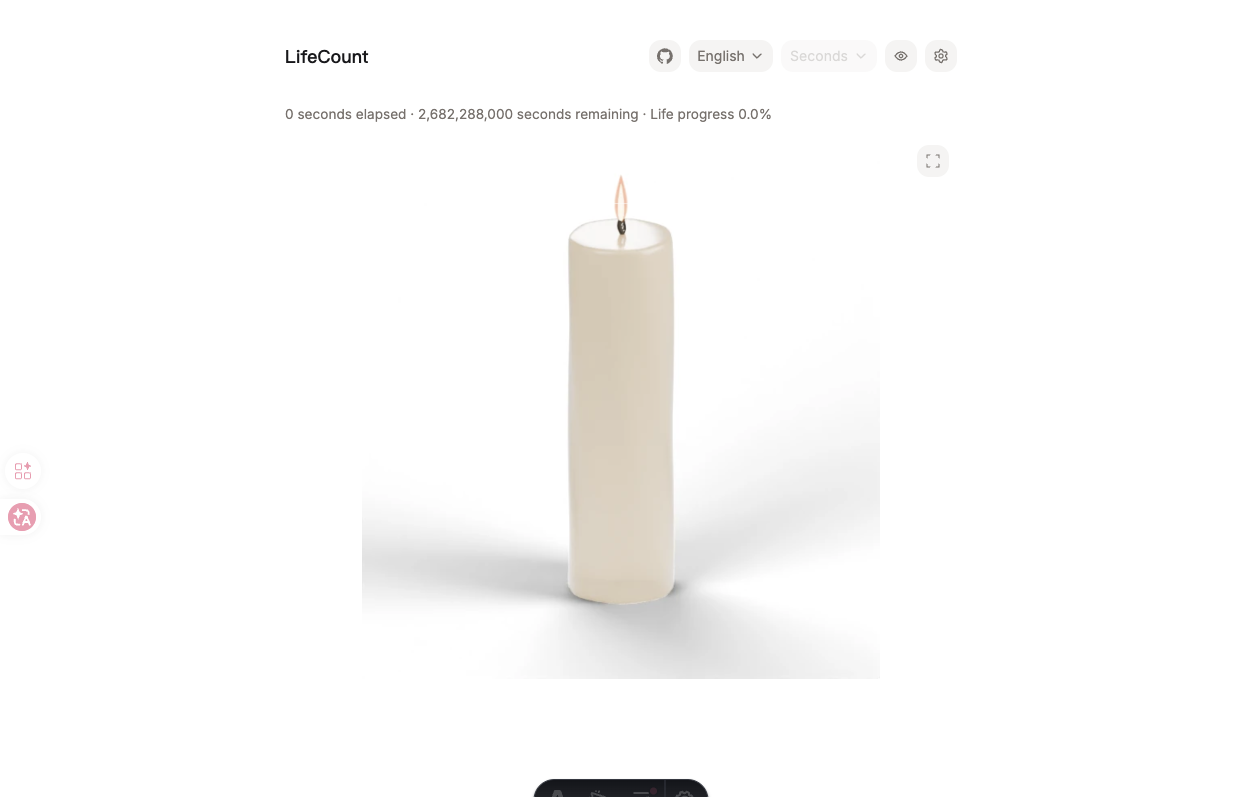 LifeCount
English
Seconds
0 seconds elapsed · 2,682,288,000 seconds remaining · Life progress 0.0%